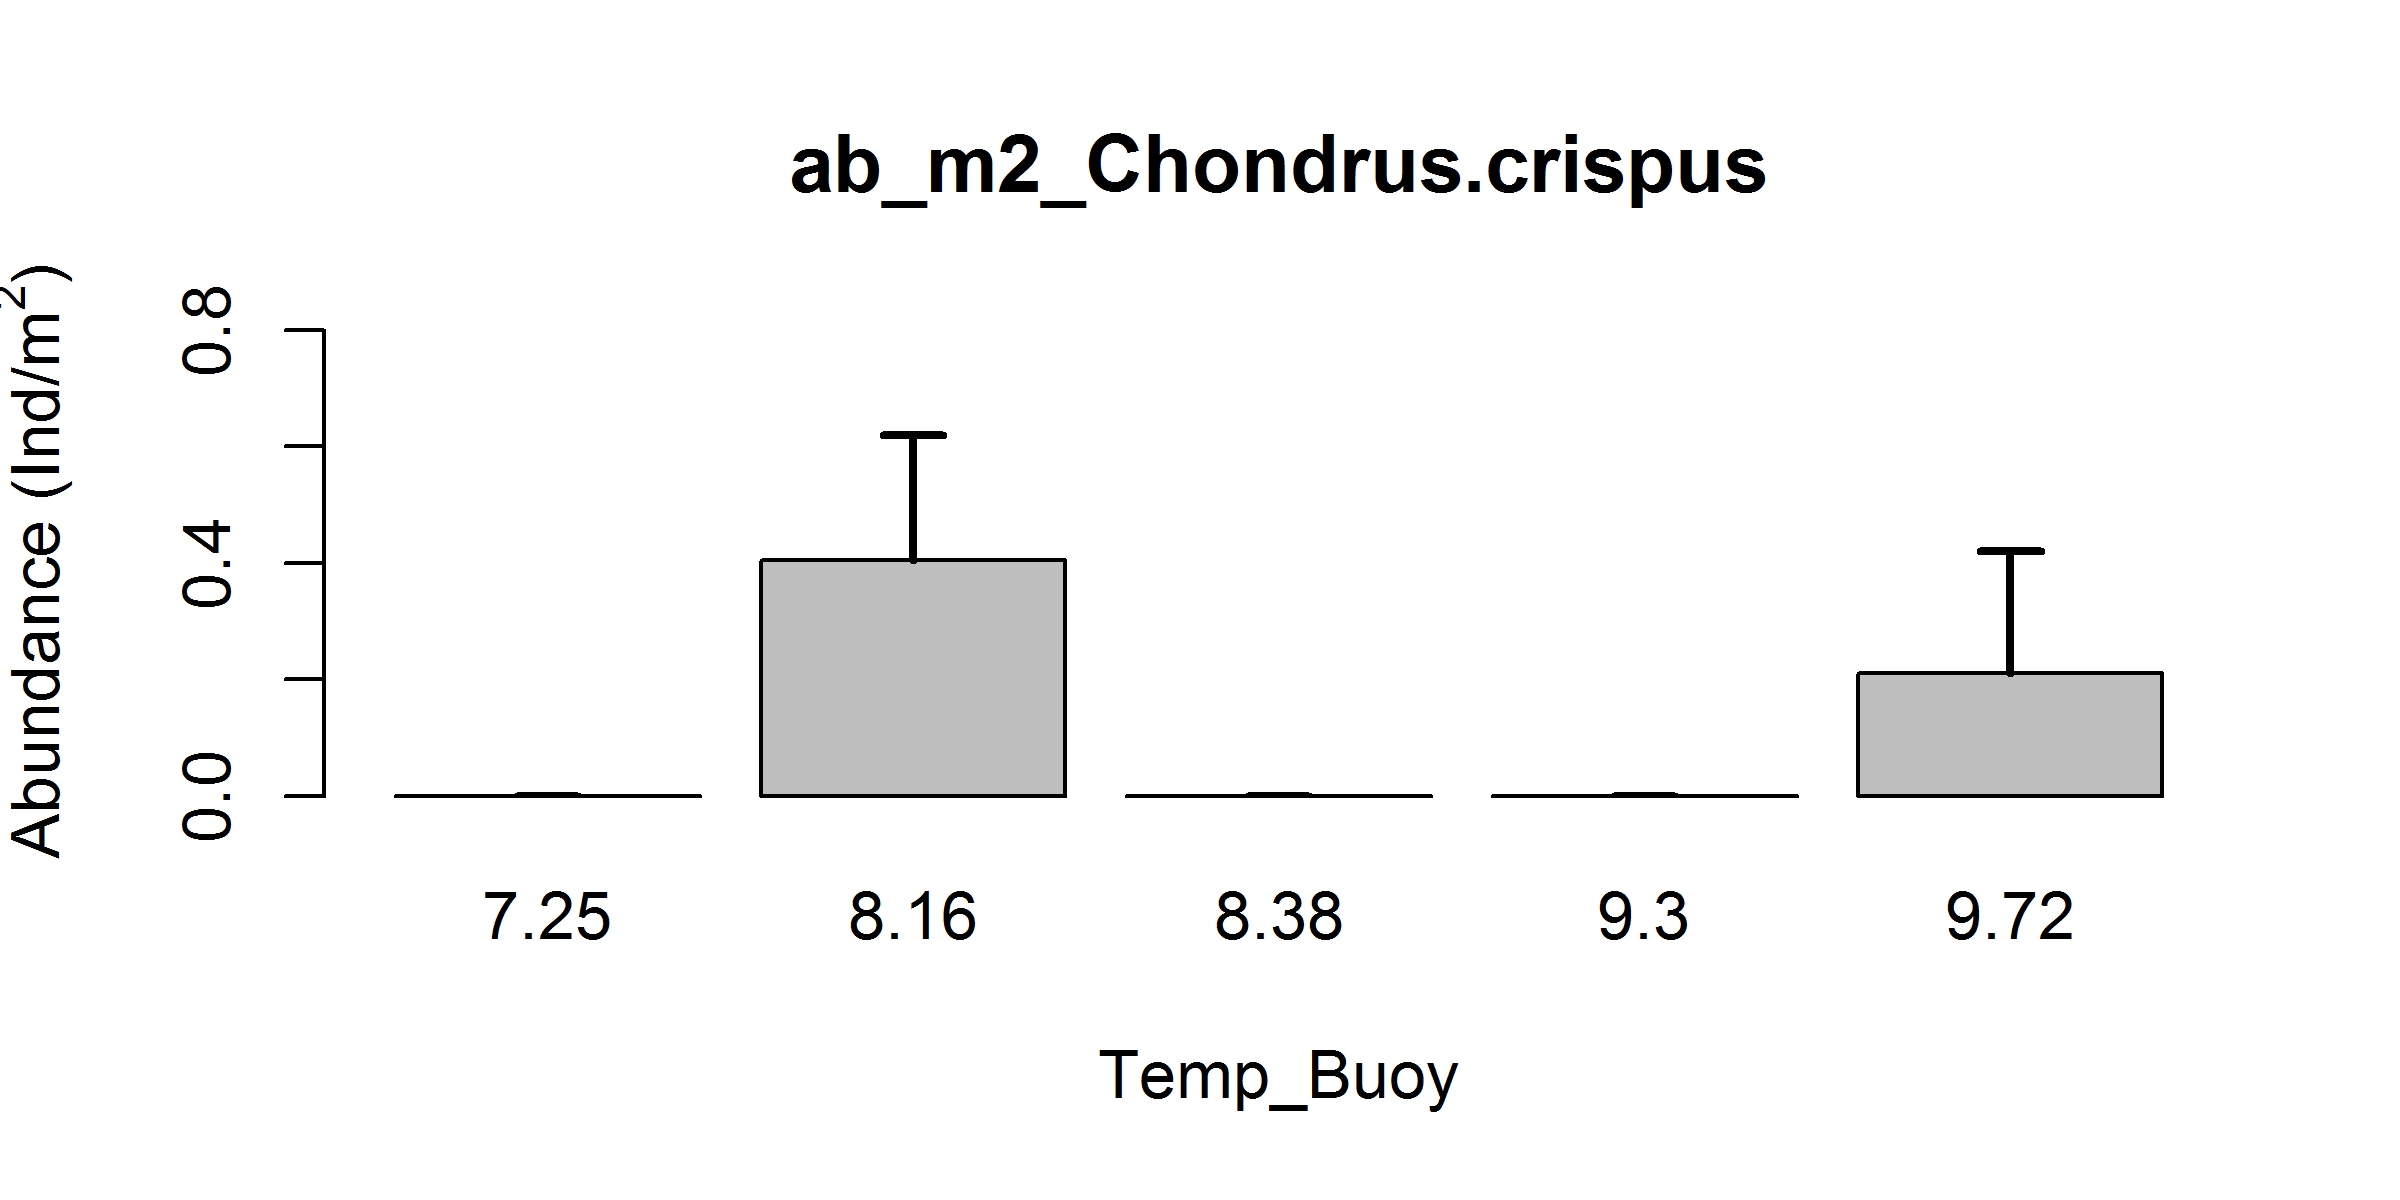 ab_m2_Chondrus.crispus
Abundance (Ind/m²)
0.8
0.4
0.0
7.25 8.16 8.38 9.3 9.72
Temp_Buoy